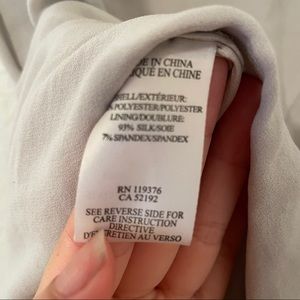 IN CHINA
EN CHINE
POLYESTER/POLYESTER
LINING/DOUBLURE:
93% SILK/SOIE
7% SPANDEX/SPANDEX
RN 119376
CA 52192
SEE REVERSE SIDE FOR
CARE INSTRUCTION
DIRECTIVE
D'ENTRETIEN AU VERSO